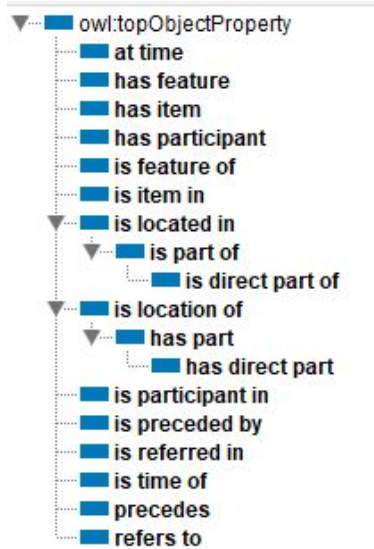 owl:topObjectProperty
at time
has feature
has item
has participant
is feature of
is item in
is located in
is part of
is direct part of
is location of
has part
has direct part
is participant in
is preceded by
is referred in
is time of
precedes
refers to